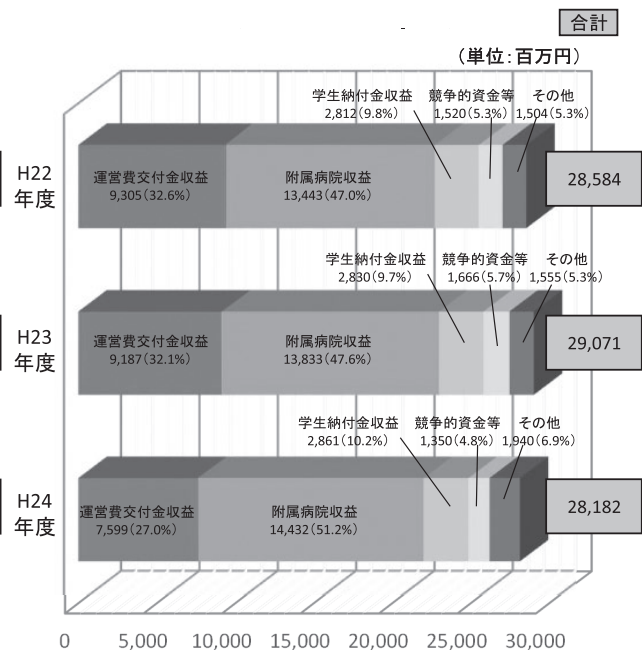 合計
（単位：百万円）
学生納付金収益 競争的資金等 その他
2,812（9.8%） 1,520（5.3%） 1,504（5.3%）
H22
年度
運営費交付金収益 附属病院収益
9,305（32.6%） 13,443（47.0%）
28,584
学生納付金収益 競争的資金等 その他
2,830（9.7%） 1,666（5.7%） 1,555（5.3%）
H23
年度
運営費交付金収益 附属病院収益
9,187（32.1%） 13,833（47.6%）
29,071
学生納付金収益 競争的資金等 その他
2,861（10.2%） 1,350（4.8%） 1,940（6.9%）
H24
年度
運営費交付金収益 附属病院収益
7,599（27.0%） 14,432（51.2%）
28,182
0 5,000 10,000 15,000 20,000 25,000 30,000